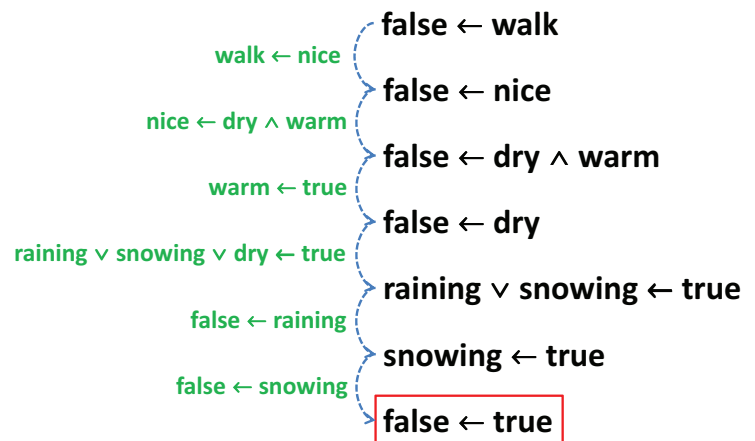 false ← walk
walk ← nice
false ← nice
nice ← dry ∧ warm
false ← dry ∧ warm
warm ← true
false ← dry
raining ∨ snowing ∨ dry ← true
raining ∨ snowing ← true
false ← raining
snowing ← true
false ← snowing
false ← true